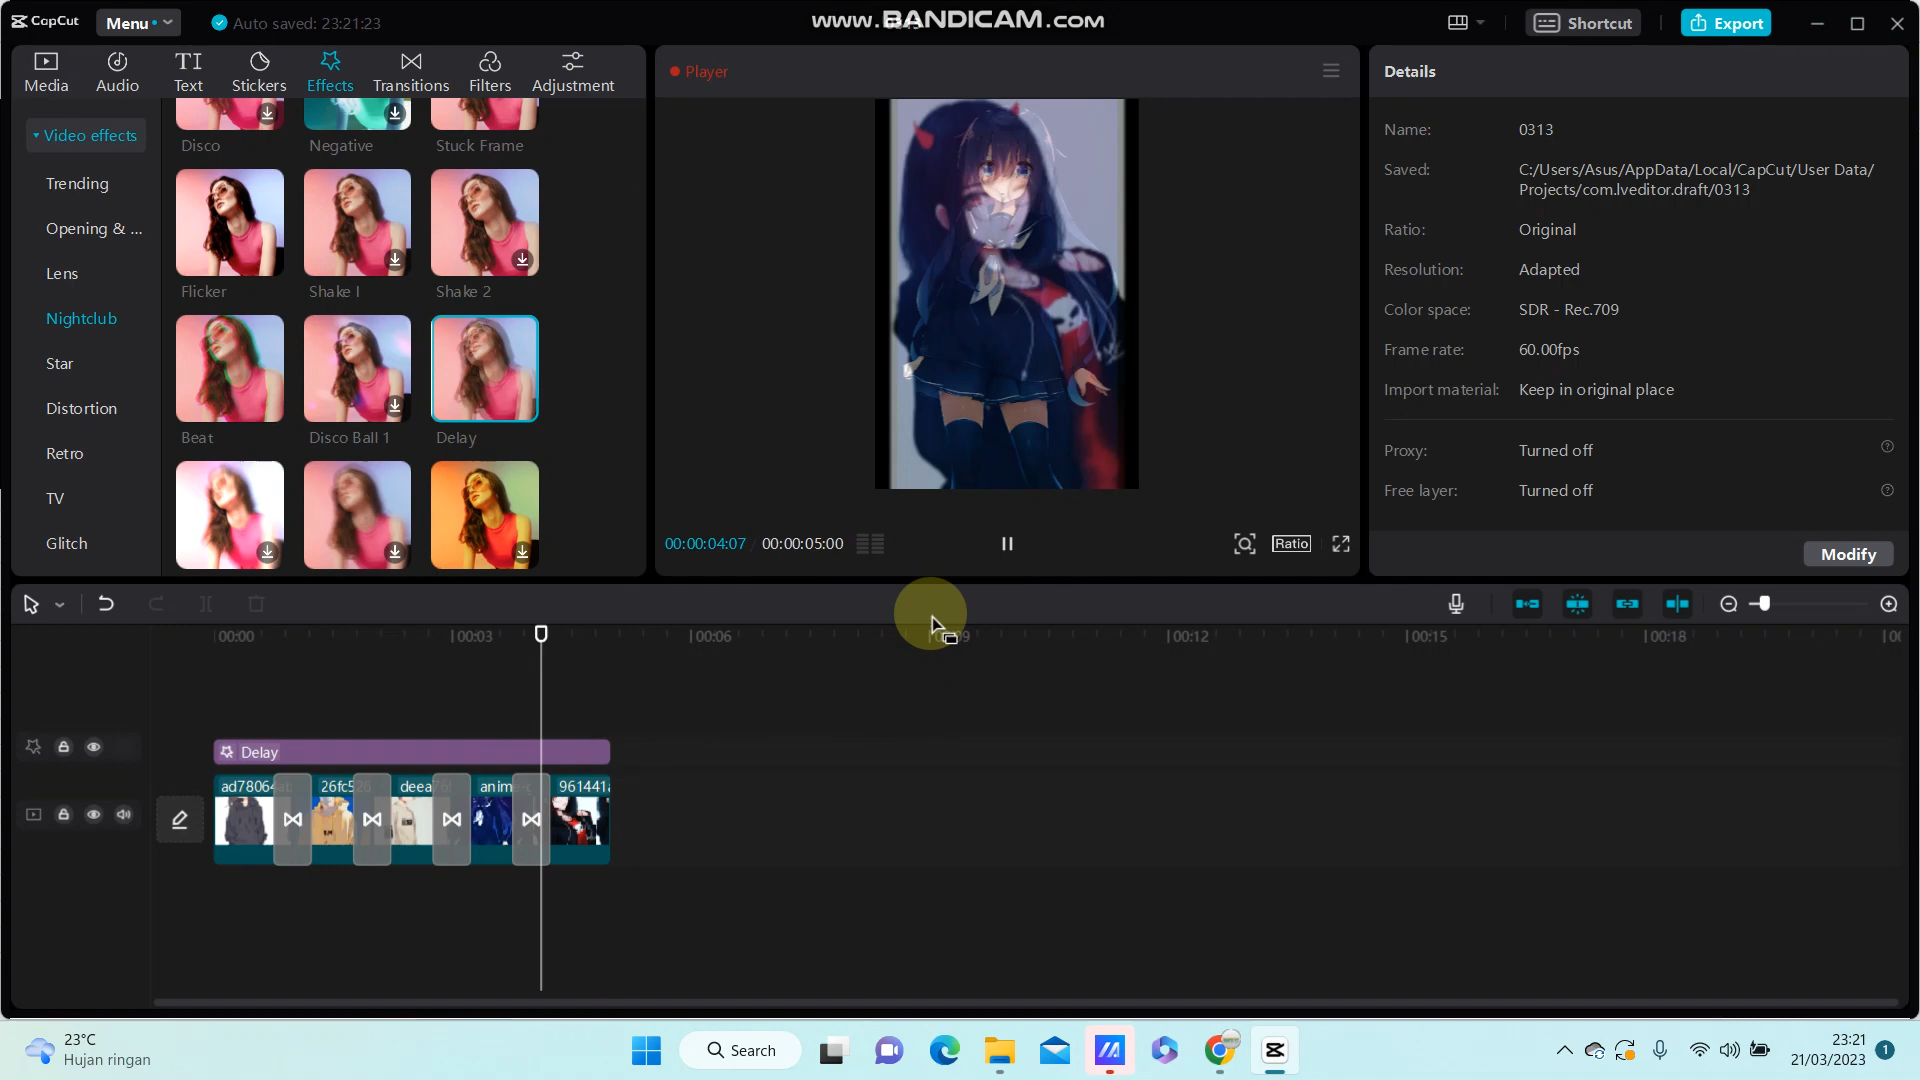 CapCut
Menu
Auto saved: 23:21:23
www.BANDICAM.com
Shortcut
Export
Media
Audio
TI
Text
Stickers
Effects
Transitions
Filters
Adjustment
Video effects
Trending
Opening & ...
Lens
Nightclub
Star
Distortion
Retro
TV
Glitch
Disco
Negative
Stuck Frame
Flicker
Shake I
Shake 2
Beat
Disco Ball 1
Delay
Player
00:00:04:07
00:00:05:00
Ratio
Details
Name: 0313
Saved: C:/Users/Asus/AppData/Local/CapCut/User Data/
Projects/com.lveditor.draft/0313
Ratio: Original
Resolution: Adapted
Color space: SDR - Rec.709
Frame rate: 60.00fps
Import material: Keep in original place
Proxy: Turned off
Free layer: Turned off
Modify
00:00
00:03
00:06
00:12
00:15
00:18
Delay
23°C
Hujan ringan
Search
23:21
21/03/2023
1